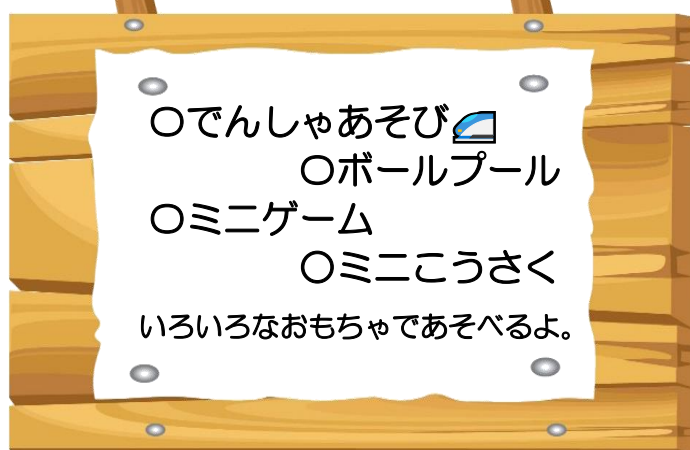 〇でんしゃあそび🚅
〇ボールプール
〇ミニゲーム
〇ミニこうさく
いろいろなおもちゃであそべるよ。